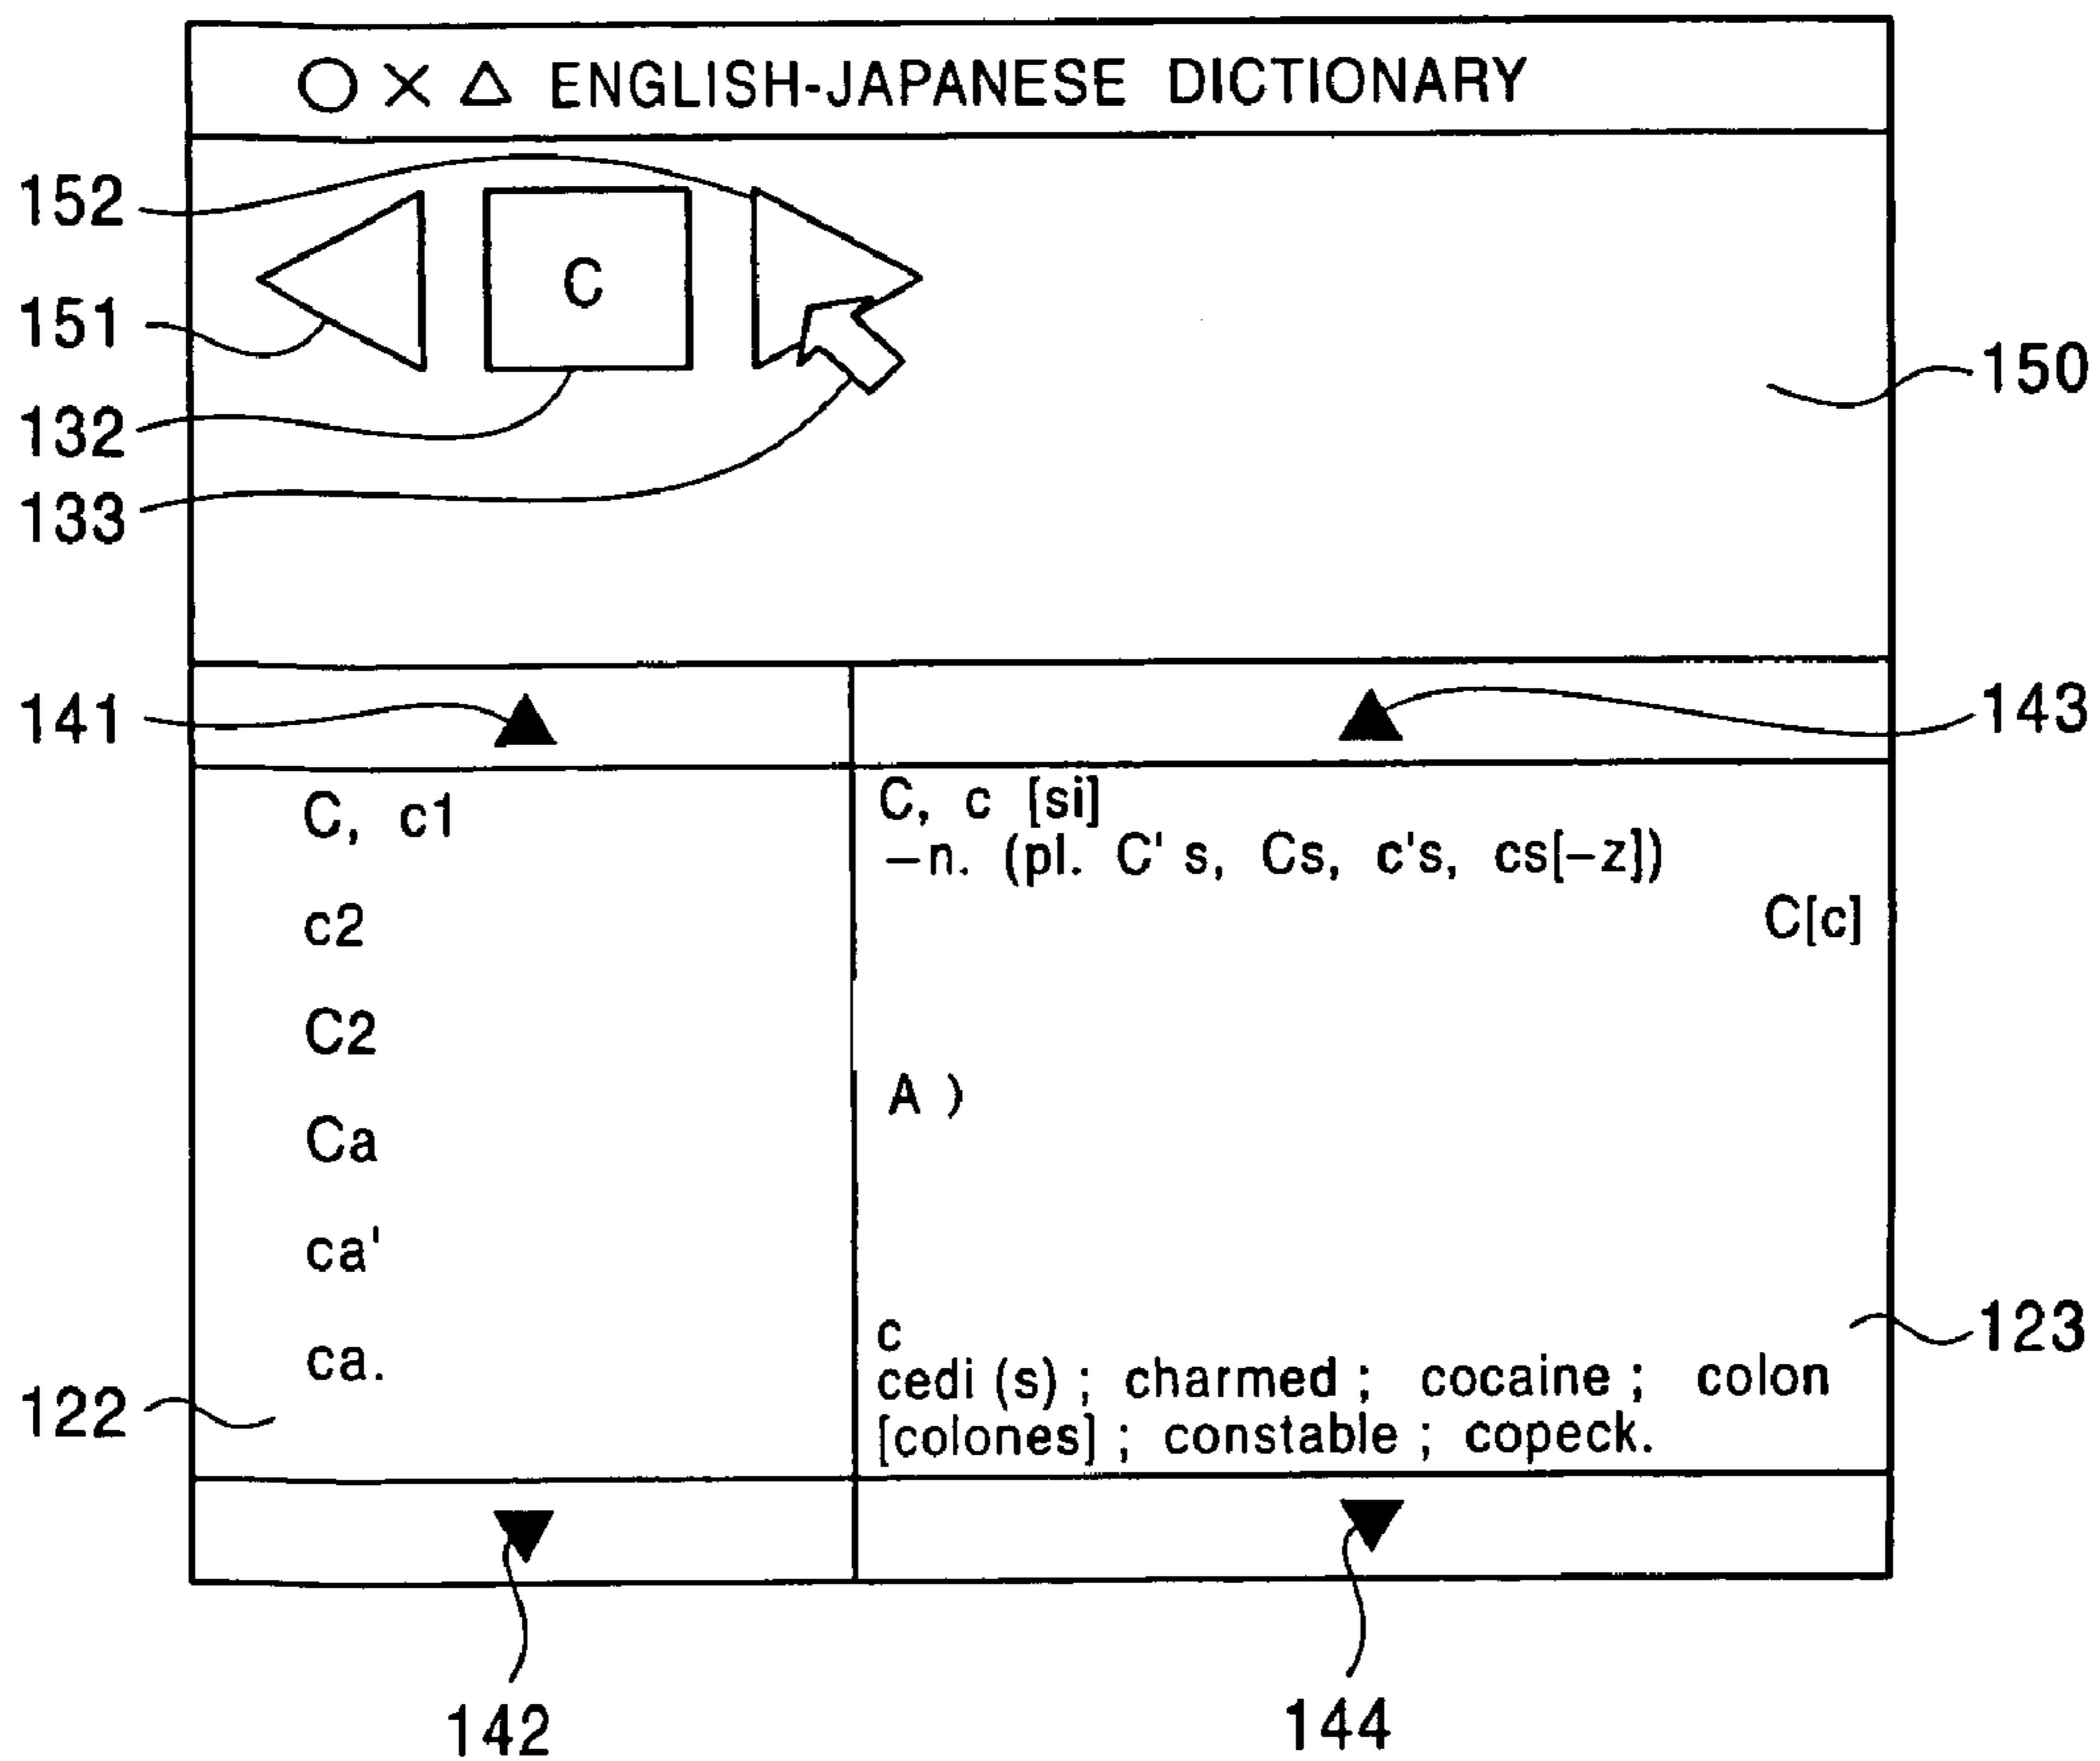 ○×△ ENGLISH-JAPANESE DICTIONARY
152
151
132
133
C
150
141
143
C, c1
c2
C2
Ca
ca'
ca.
C, c [si]
–n. (pl. C's, Cs, c's, cs[–z])
C[c]
A )
c
cedi (s) ; charmed ; cocaine ; colon
[colones] ; constable ; copeck.
122
123
142
144